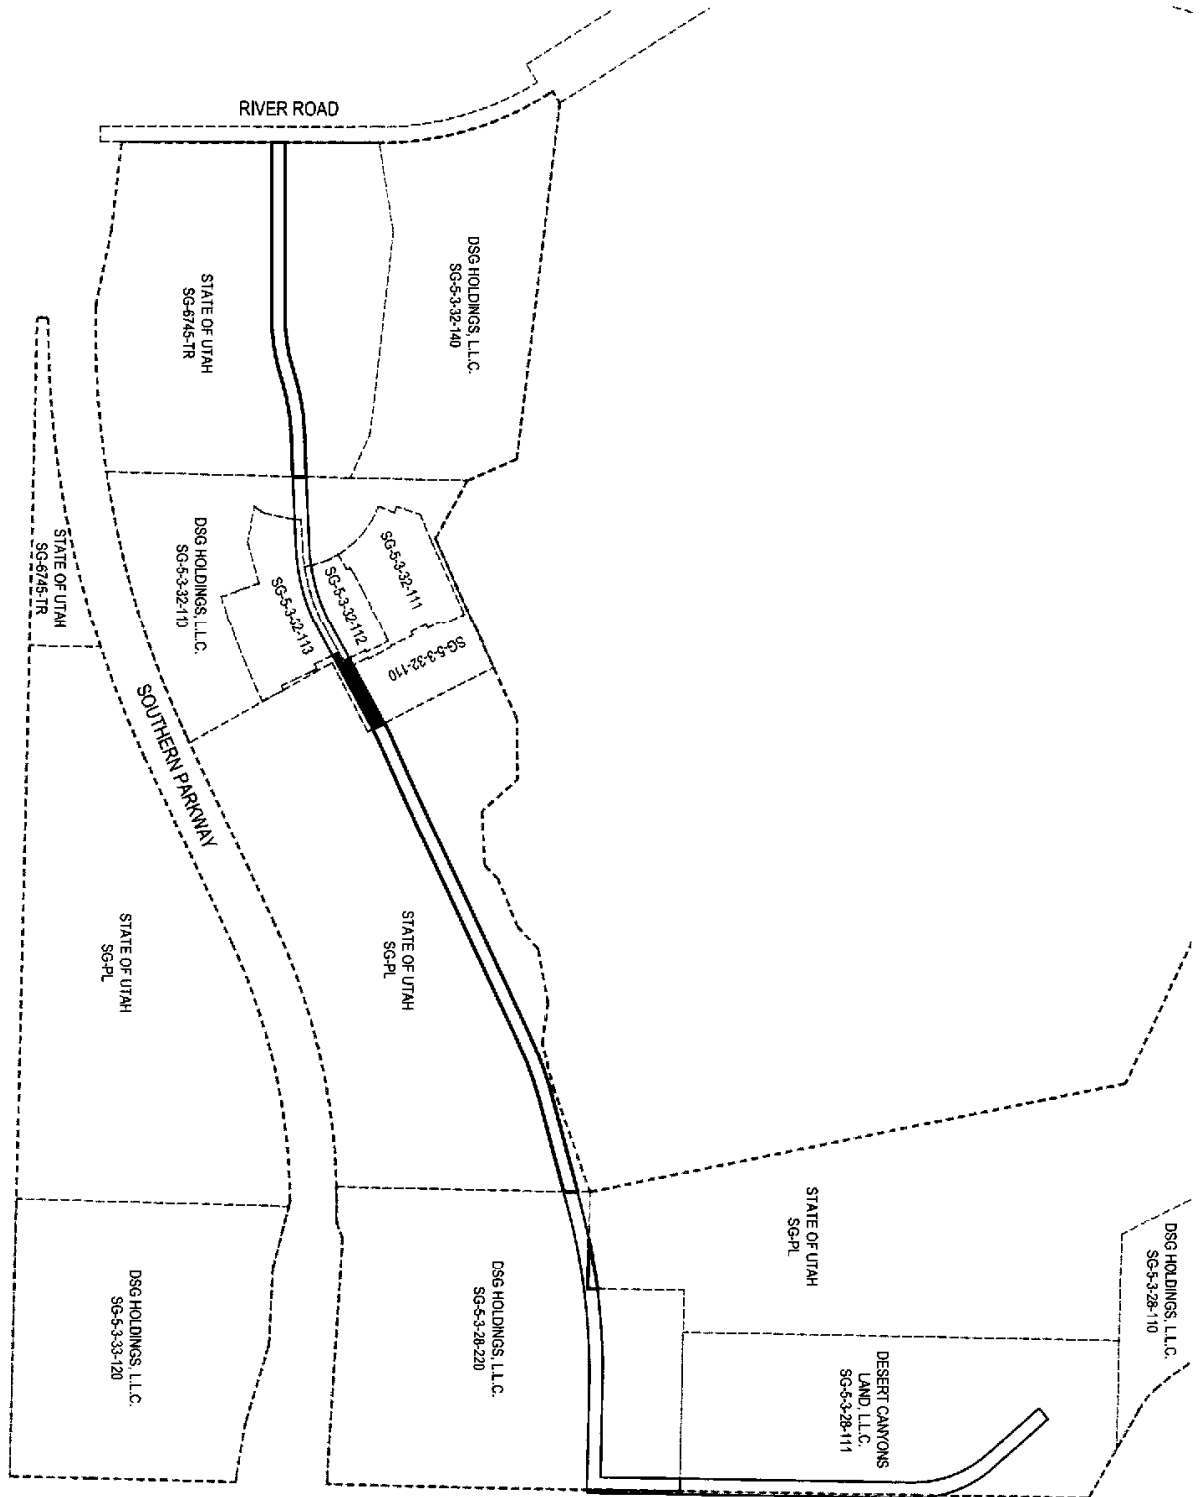 RIVER ROAD
DSG HOLDINGS, L.L.C.
SG-5-3-32-140
STATE OF UTAH
SG-6745-TR
STATE OF UTAH
SG-6745-TR
DSG HOLDINGS, L.L.C.
SG-5-3-32-110
SG-5-3-32-111
SG-5-3-32-112
SG-5-3-32-113
SG-5-3-32-110
SOUTHERN PARKWAY
STATE OF UTAH
SG-PL
STATE OF UTAH
SG-PL
STATE OF UTAH
SG-PL
DSG HOLDINGS, L.L.C.
SG-5-3-28-110
DSG HOLDINGS, L.L.C.
SG-5-3-33-120
DSG HOLDINGS, L.L.C.
SG-5-3-28-220
DESERT CANYONS
LAND, L.L.C.
SG-5-3-28-111